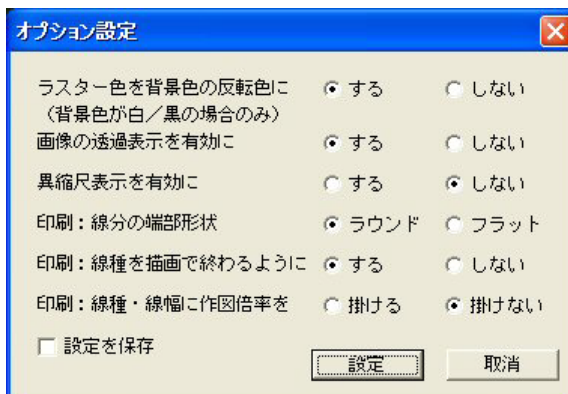 オプション設定
ラスター色を背景色の反転色に する しない
（背景色が白／黒の場合のみ）
画像の透過表示を有効に する しない
異縮尺表示を有効に する しない
印刷：線分の端部形状 ラウンド フラット
印刷：線種を描画で終わるように する しない
印刷：線種・線幅に作図倍率を 掛ける 掛けない
設定を保存
設定 取消